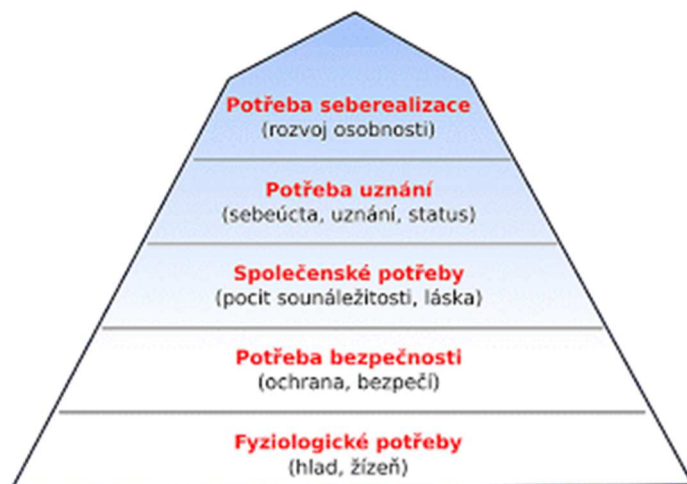 Potřeba seberealizace
(rozvoj osobnosti)
Potřeba uznání
(sebeúcta, uznání, status)
Společenské potřeby
(pocit sounáležitosti, láska)
Potřeba bezpečnosti
(ochrana, bezpečí)
Fyziologické potřeby
(hlad, žízeň)